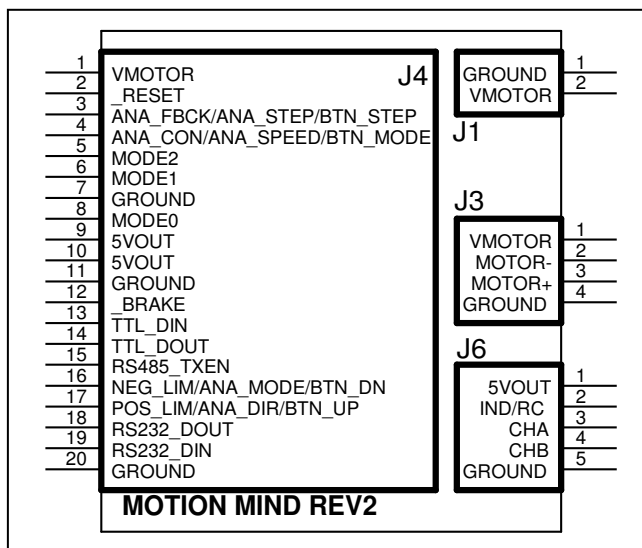 J4
1 VMOTOR
2 _RESET
3 ANA_FBCK/ANA_STEP/BTN_STEP
4 ANA_CON/ANA_SPEED/BTN_MODE
5 MODE2
6 MODE1
7 GROUND
8 MODE0
9 5VOUT
10 5VOUT
11 GROUND
12 _BRAKE
13 TTL_DIN
14 TTL_DOUT
15 RS485_TXEN
16 NEG_LIM/ANA_MODE/BTN_DN
17 POS_LIM/ANA_DIR/BTN_UP
18 RS232_DOUT
19 RS232_DIN
20 GROUND
MOTION MIND REV2
GROUND 1
VMOTOR 2
J1
J3
VMOTOR 1
MOTOR- 2
MOTOR+ 3
GROUND 4
J6
5VOUT 1
IND/RC 2
CHA 3
CHB 4
GROUND 5